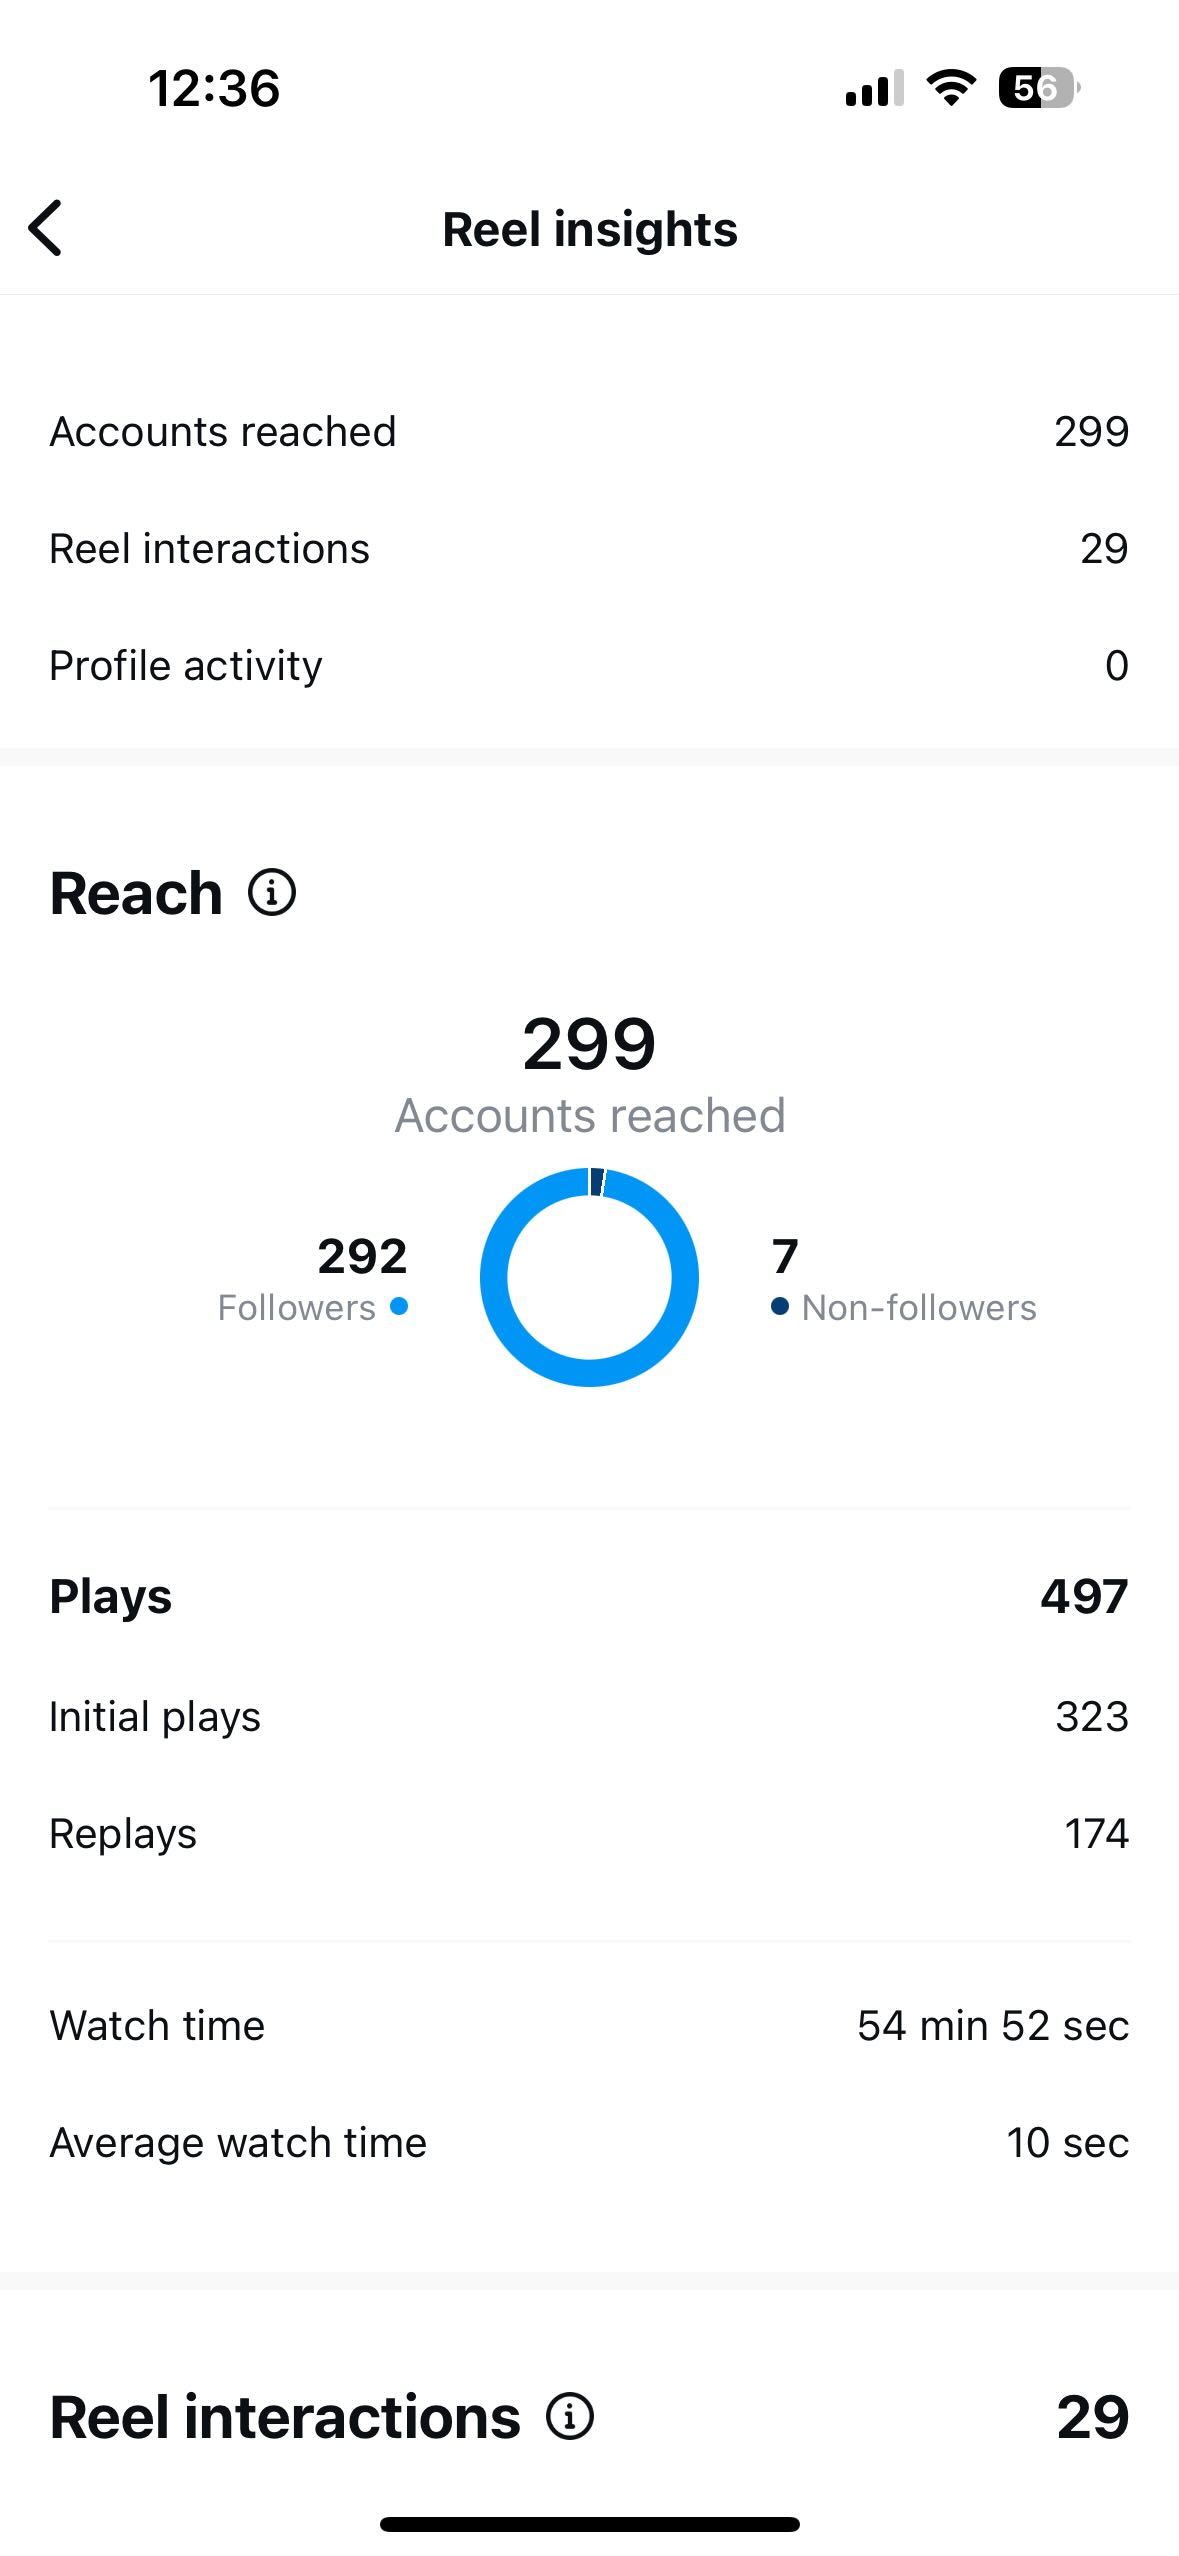 12:36
56
Reel insights
Accounts reached 299
Reel interactions 29
Profile activity 0
Reach
299
Accounts reached
292
Followers
7
Non-followers
Plays 497
Initial plays 323
Replays 174
Watch time 54 min 52 sec
Average watch time 10 sec
Reel interactions 29